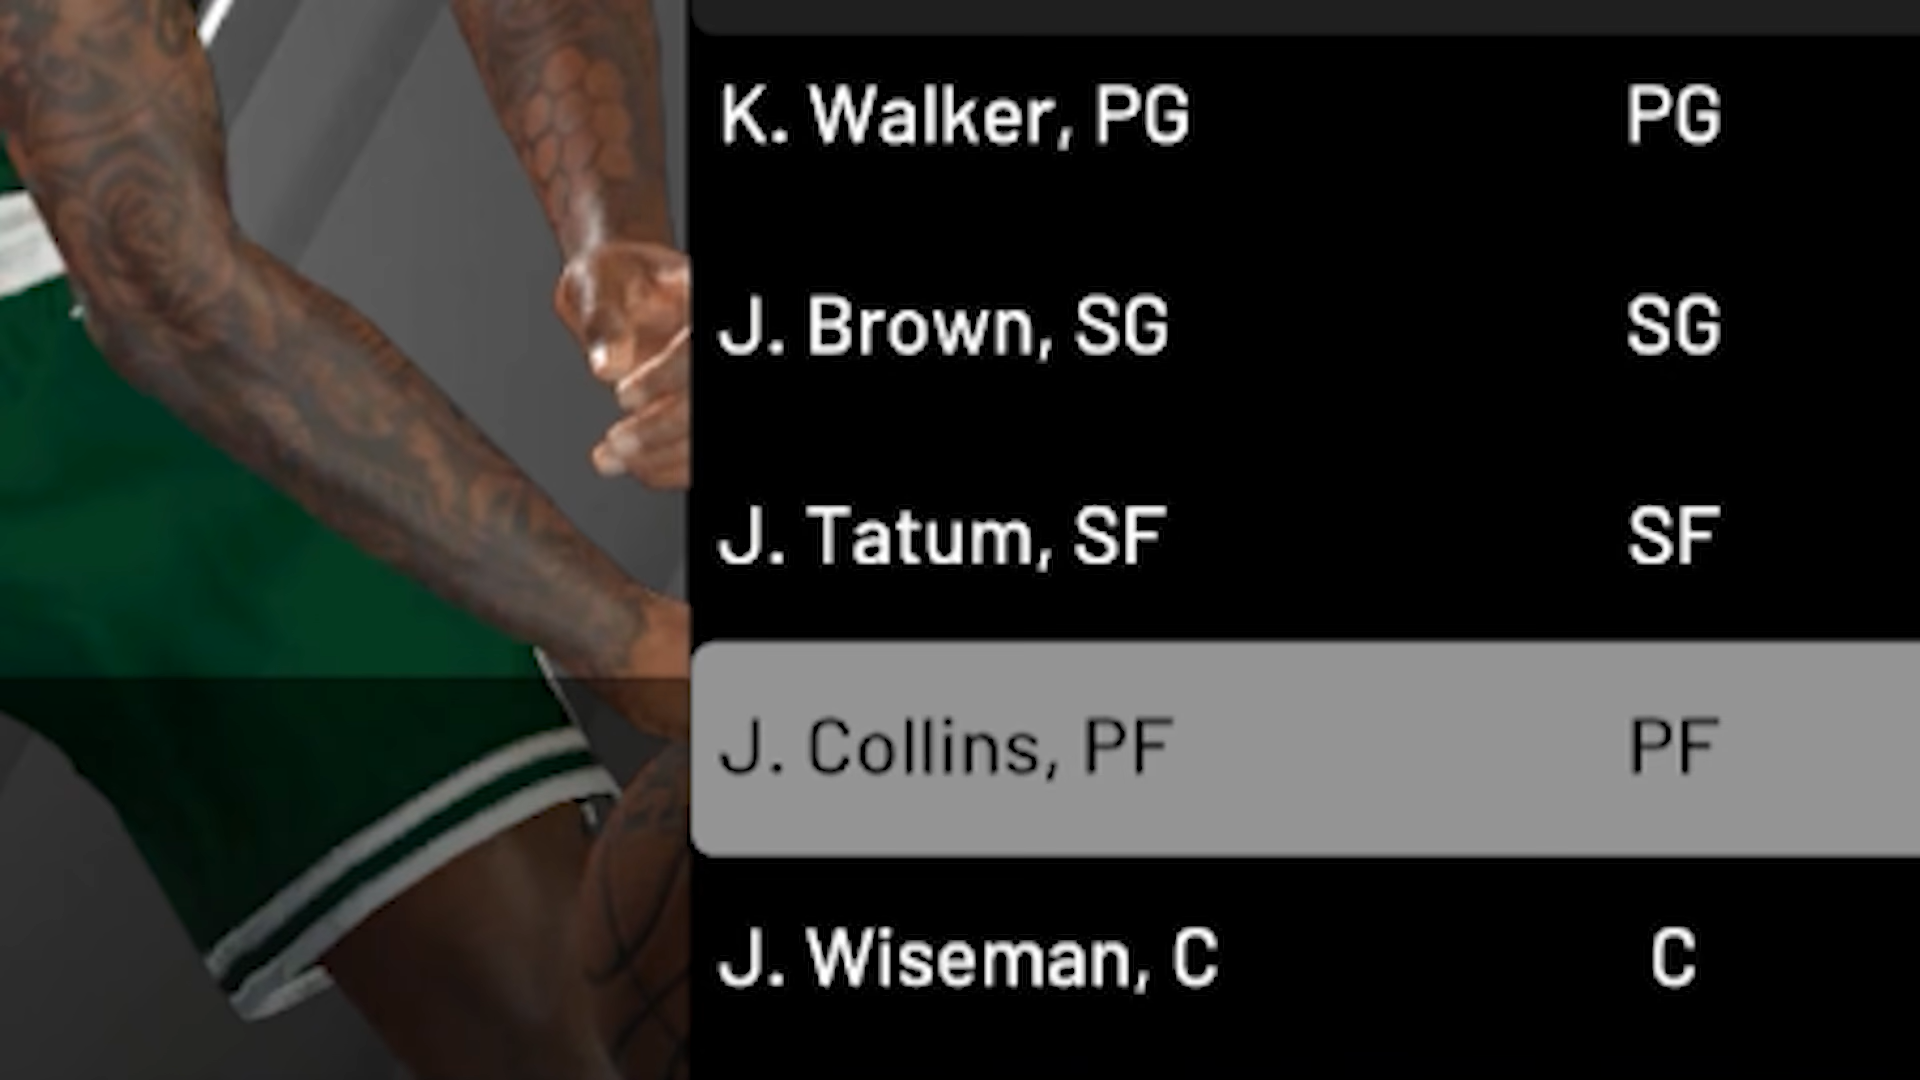 K. Walker, PG PG
J. Brown, SG SG
J. Tatum, SF SF
J. Collins, PF PF
J. Wiseman, C C